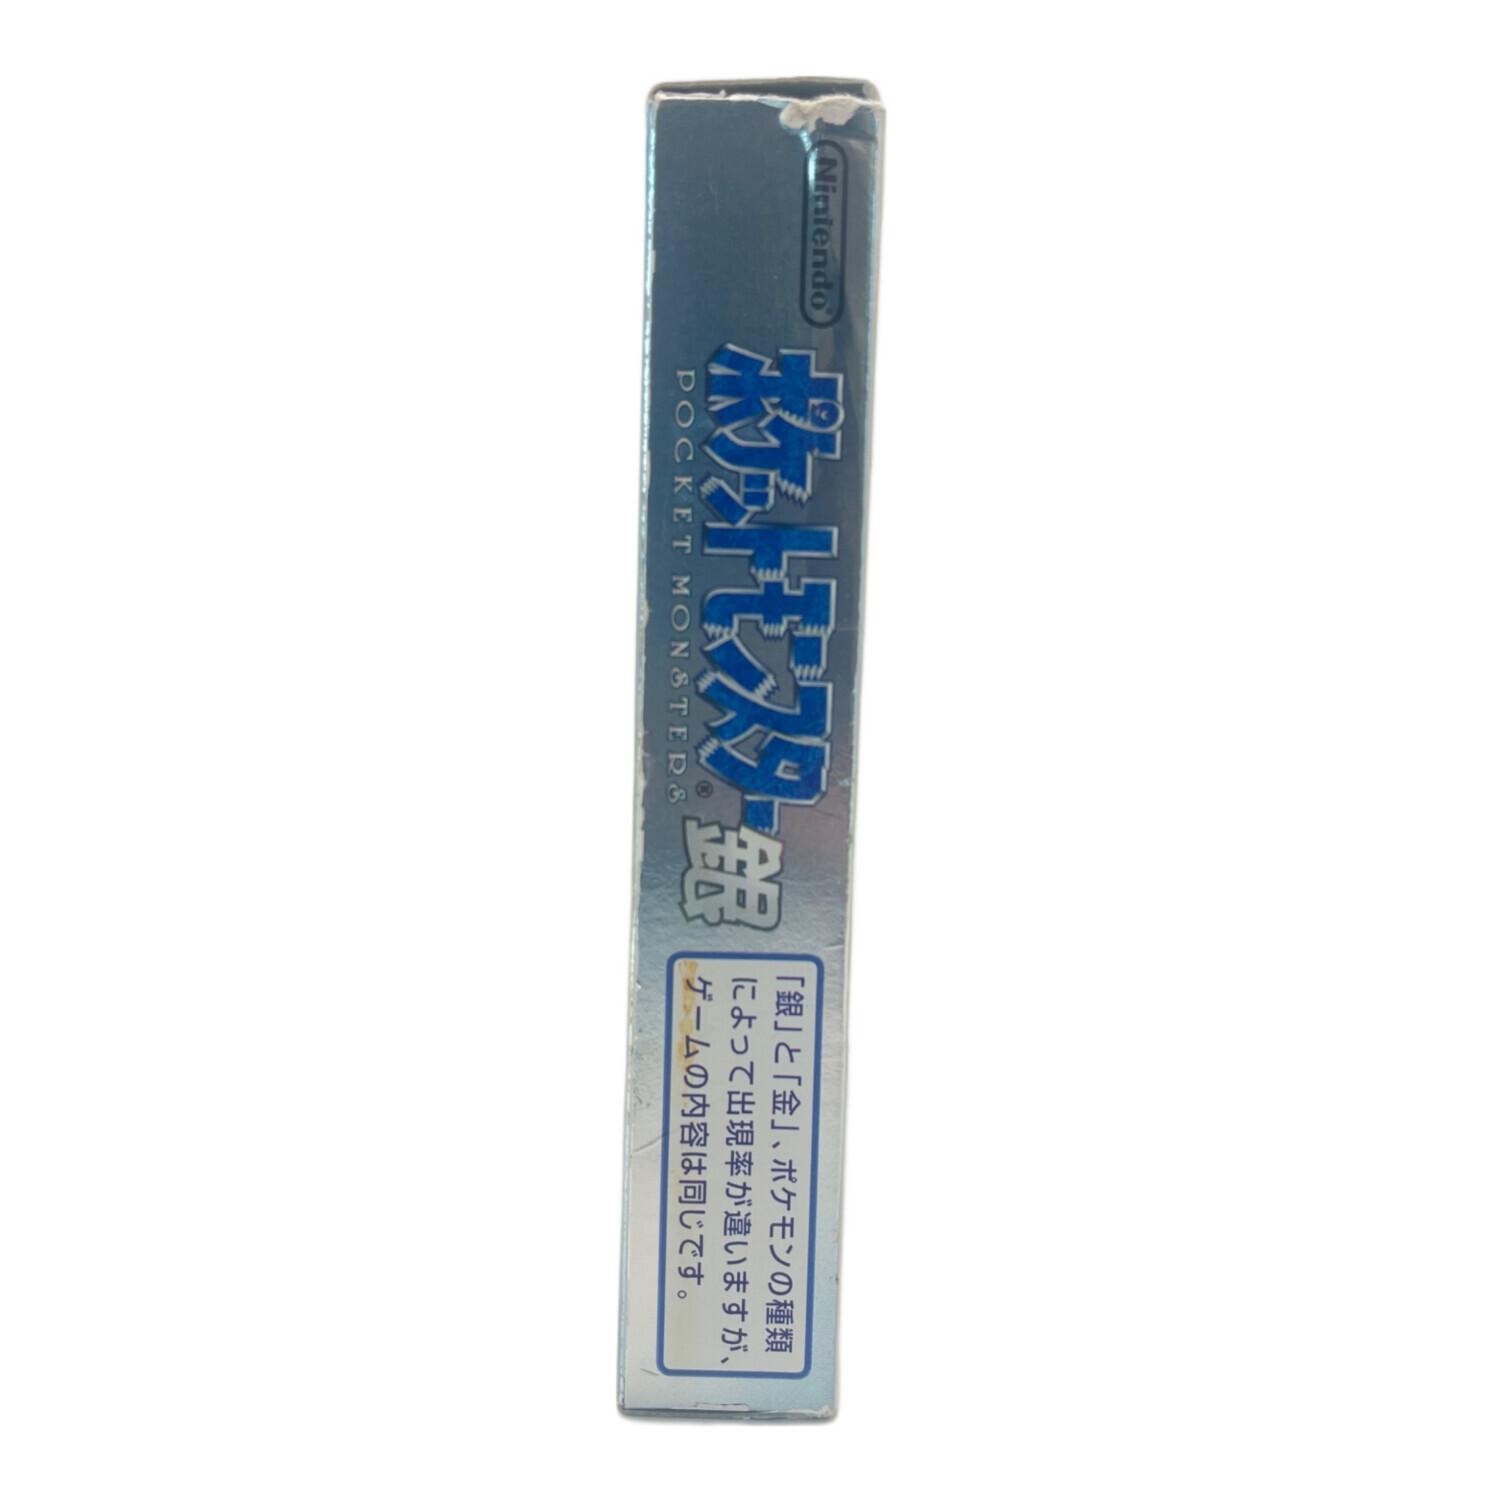 Nintendo®
ポケットモンスター
POCKET MONSTERS®
銀
「銀」と「金」、ポケモンの種類
によって出現率が違いますが、
ゲームの内容は同じです。